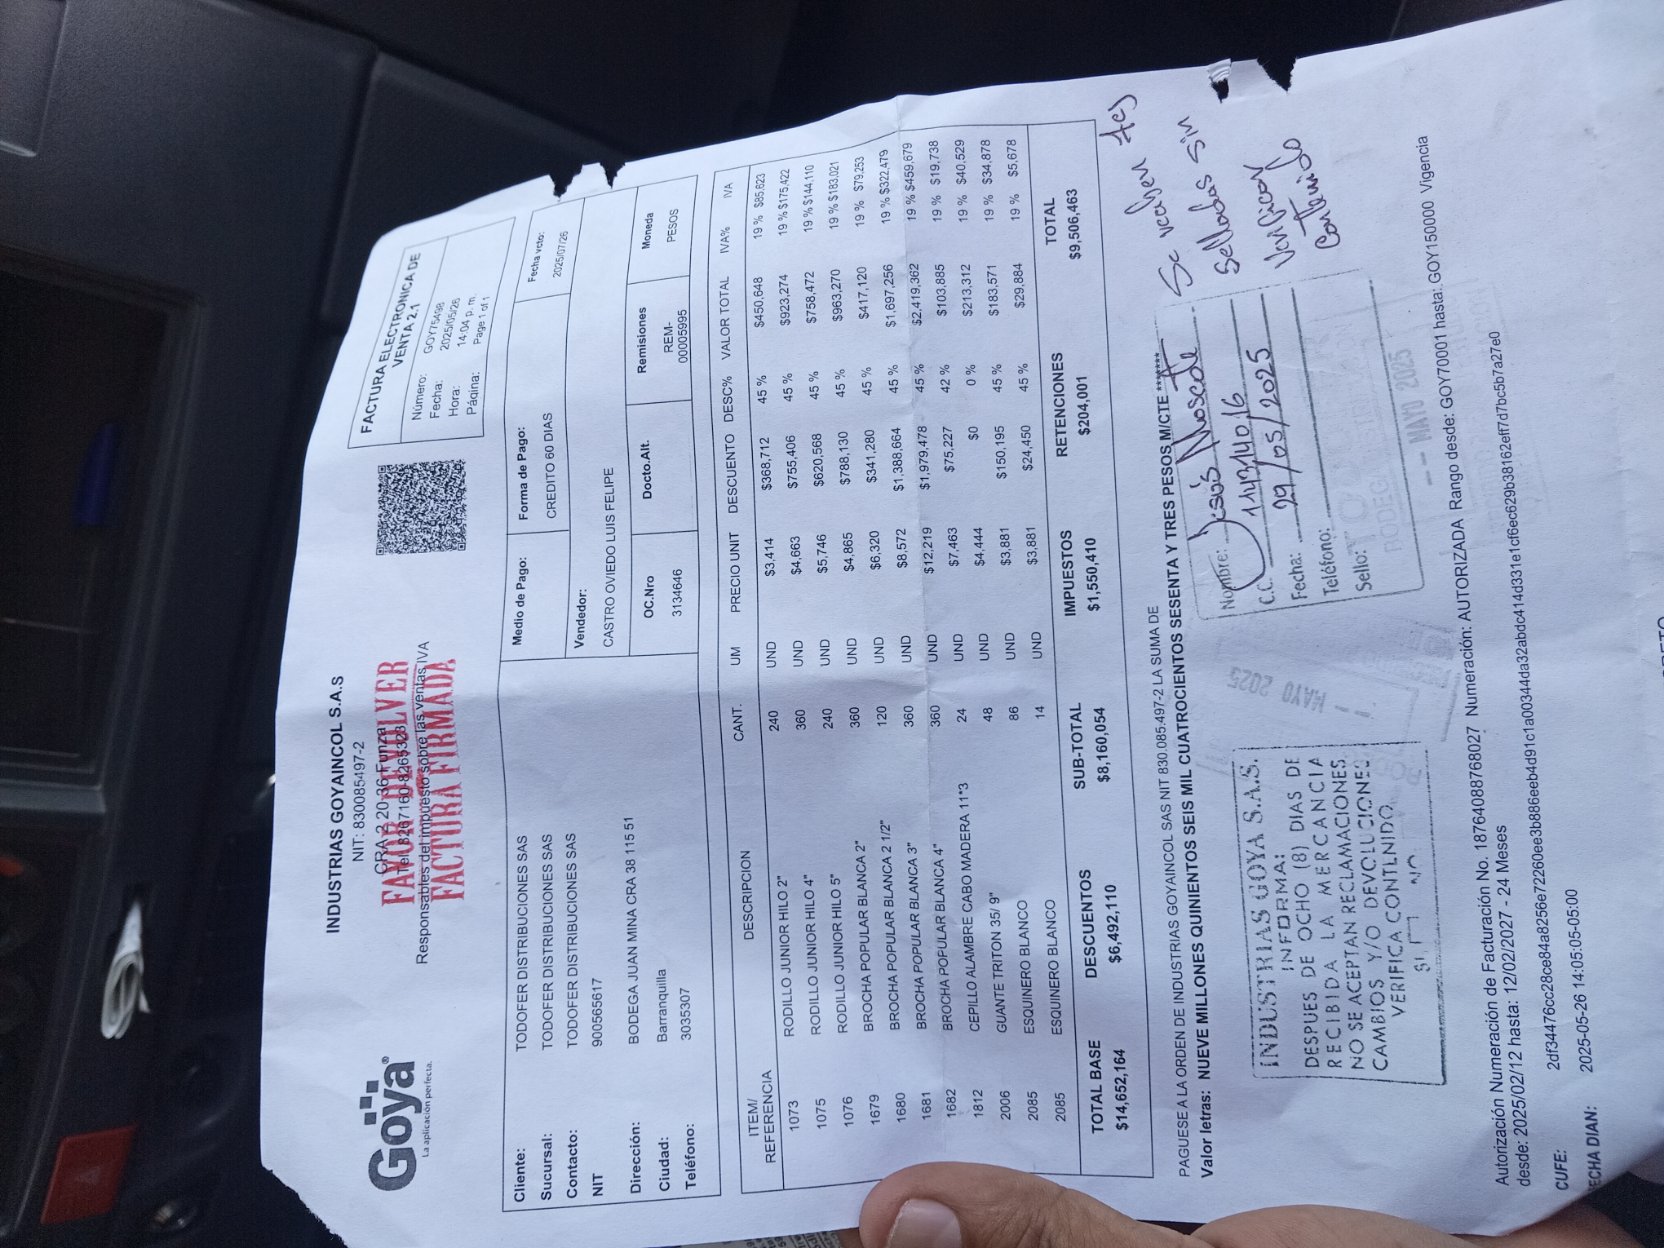 Goya®
La aplicación perfecta.
INDUSTRIAS GOYAINCOL S.A.S
NIT: 830085497-2
CRA 2 20 36 Funza
Tel. 8267160-8265323
Responsables del impuesto sobre las ventas IVA
FAVOR DEVOLVER
FACTURA FIRMADA
FACTURA ELECTRONICA DE
VENTA 2.1
Número: GOY75498
Fecha: 2025/05/26
Hora: 14:04 p. m.
Página: Page 1 of 1
Cliente: TODOFER DISTRIBUCIONES SAS
Sucursal: TODOFER DISTRIBUCIONES SAS
Contacto: TODOFER DISTRIBUCIONES SAS
NIT 900565617
Dirección: BODEGA JUAN MINA CRA 38 115 51
Ciudad: Barranquilla
Teléfono: 3035307
Medio de Pago: Forma de Pago: Fecha vcto:
CREDITO 60 DIAS 2025/07/26
Vendedor:
CASTRO OVIEDO LUIS FELIPE
OC.Nro Docto.Alt. Remisiones Moneda
3134646 REM-00005995 PESOS
ITEM/ REFERENCIA DESCRIPCION CANT. UM PRECIO UNIT DESCUENTO DESC% VALOR TOTAL IVA% IVA
1073 RODILLO JUNIOR HILO 2" 240 UND $3,414 $368,712 45 % $450,648 19 % $85,623
1075 RODILLO JUNIOR HILO 4" 360 UND $4,663 $755,406 45 % $923,274 19 % $175,422
1076 RODILLO JUNIOR HILO 5" 240 UND $5,746 $620,568 45 % $758,472 19 % $144,110
1679 BROCHA POPULAR BLANCA 2" 360 UND $4,865 $788,130 45 % $963,270 19 % $183,021
1680 BROCHA POPULAR BLANCA 2 1/2" 120 UND $6,320 $341,280 45 % $417,120 19 % $79,253
1681 BROCHA POPULAR BLANCA 3" 360 UND $8,572 $1,388,664 45 % $1,697,256 19 % $322,479
1682 BROCHA POPULAR BLANCA 4" 360 UND $12,219 $1,979,478 45 % $2,419,362 19 % $459,679
1812 CEPILLO ALAMBRE CABO MADERA 11*3 24 UND $7,463 $75,227 42 % $103,885 19 % $19,738
2006 GUANTE TRITON 35/ 9" 48 UND $4,444 $0 0 % $213,312 19 % $40,529
2085 ESQUINERO BLANCO 86 UND $3,881 $150,195 45 % $183,571 19 % $34,878
2085 ESQUINERO BLANCO 14 UND $3,881 $24,450 45 % $29,884 19 % $5,678
TOTAL BASE DESCUENTOS SUB-TOTAL IMPUESTOS RETENCIONES TOTAL
$14,652,164 $6,492,110 $8,160,054 $1,550,410 $204,001 $9,506,463
PAGUESE A LA ORDEN DE INDUSTRIAS GOYAINCOL SAS NIT 830.085.497-2 LA SUMA DE
Valor letras: NUEVE MILLONES QUINIENTOS SEIS MIL CUATROCIENTOS SESENTA Y TRES PESOS M/CTE ******
INDUSTRIAS GOYA S.A.S.
INFORMA:
DESPUES DE OCHO (8) DIAS DE
RECIBIDA LA MERCANCIA
NO SE ACEPTAN RECLAMACIONES,
CAMBIOS Y/O DEVOLUCIONES
VERIFICA CONTENIDO
SI NO
MAYO 2025
Nombre: Jesús Moscote
C.C. 114314016
Fecha: 29/05/2025
Teléfono:
Sello:
BODEGA
MAYO 2025
Se reciben
Selladas sin
Verificar
Contenido
Autorización Numeración de Facturación No. 18764088768027 Numeración: AUTORIZADA Rango desde: GOY70001 hasta: GOY150000 Vigencia
desde: 2025/02/12 hasta: 12/02/2027 - 24 Meses
CUFE: 2df34476cc28ce84a8256e72260ee3b886eeb4d91c1a00344da32abdc414d331e1cf6ec629b38162eff7d7bc5b7a27e0
FECHA DIAN: 2025-05-26 14:05:05-05:00